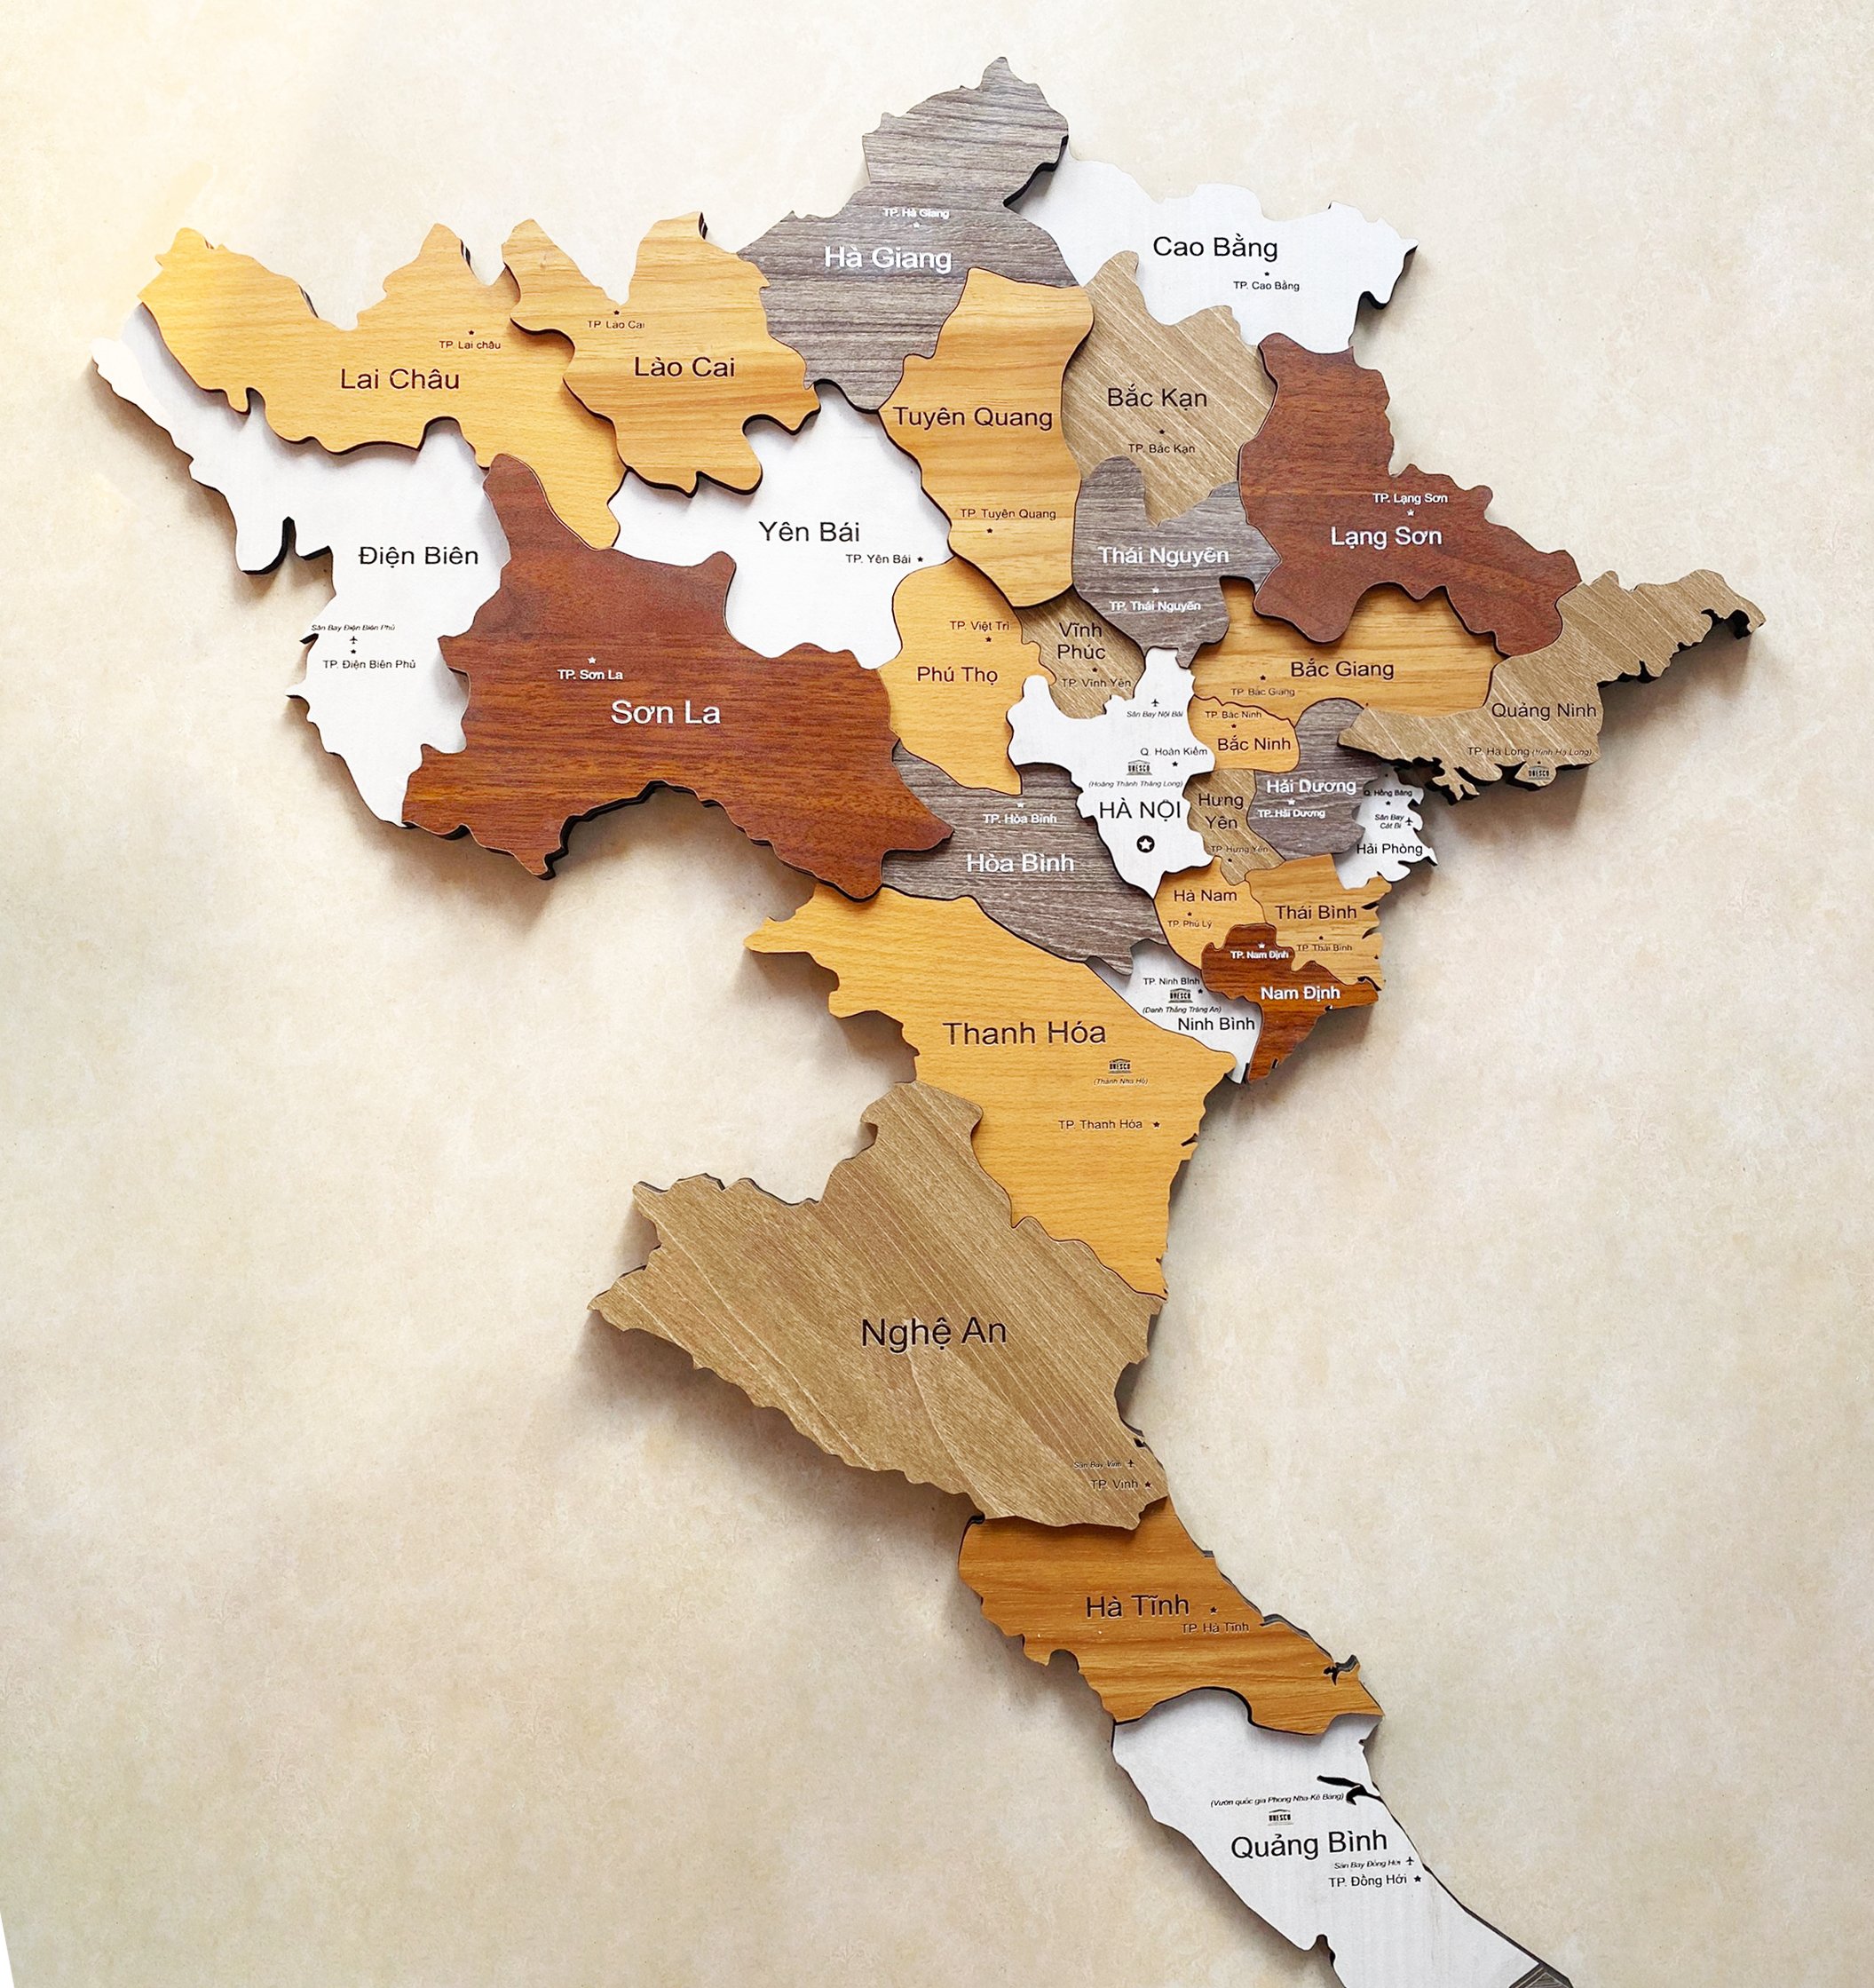 TP. Hà Giang
Hà Giang
Cao Bằng
TP. Cao Bằng
TP. Lai châu
Lai Châu
TP. Lào Cai
Lào Cai
Tuyên Quang
TP. Tuyên Quang
Bắc Kạn
TP. Bắc Kạn
TP. Lạng Sơn
Lạng Sơn
Yên Bái
TP. Yên Bái
Điện Biên
Sân Bay Điện Biên Phủ
TP. Điện Biên Phủ
Thái Nguyên
TP. Thái Nguyên
TP. Sơn La
Sơn La
TP. Việt Trì
Phú Thọ
Vĩnh
Phúc
TP. Vĩnh Yên
Bắc Giang
TP. Bắc Giang
Quảng Ninh
TP. Hạ Long (Vịnh Hạ Long)
UNESCO
Sân Bay Nội Bài
Q. Hoàn Kiếm
UNESCO
(Hoàng Thành Thăng Long)
HÀ NỘI
TP. Bắc Ninh
Bắc Ninh
Hưng
Yên
TP. Hưng Yên
Hải Dương
TP. Hải Dương
Q. Hồng Bàng
Sân Bay
Cát Bi
Hải Phòng
TP. Hòa Bình
Hòa Bình
Hà Nam
TP. Phủ Lý
Thái Bình
TP. Thái Bình
TP. Nam Định
Nam Định
TP. Ninh Bình
UNESCO
(Danh Thắng Tràng An)
Ninh Bình
Thanh Hóa
UNESCO
(Thành Nhà Hồ)
TP. Thanh Hóa
Nghệ An
Sân Bay Vinh
TP. Vinh
Hà Tĩnh
TP. Hà Tĩnh
(Vườn quốc gia Phong Nha-Kẻ Bàng)
UNESCO
Quảng Bình
Sân Bay Đồng Hới
TP. Đồng Hới